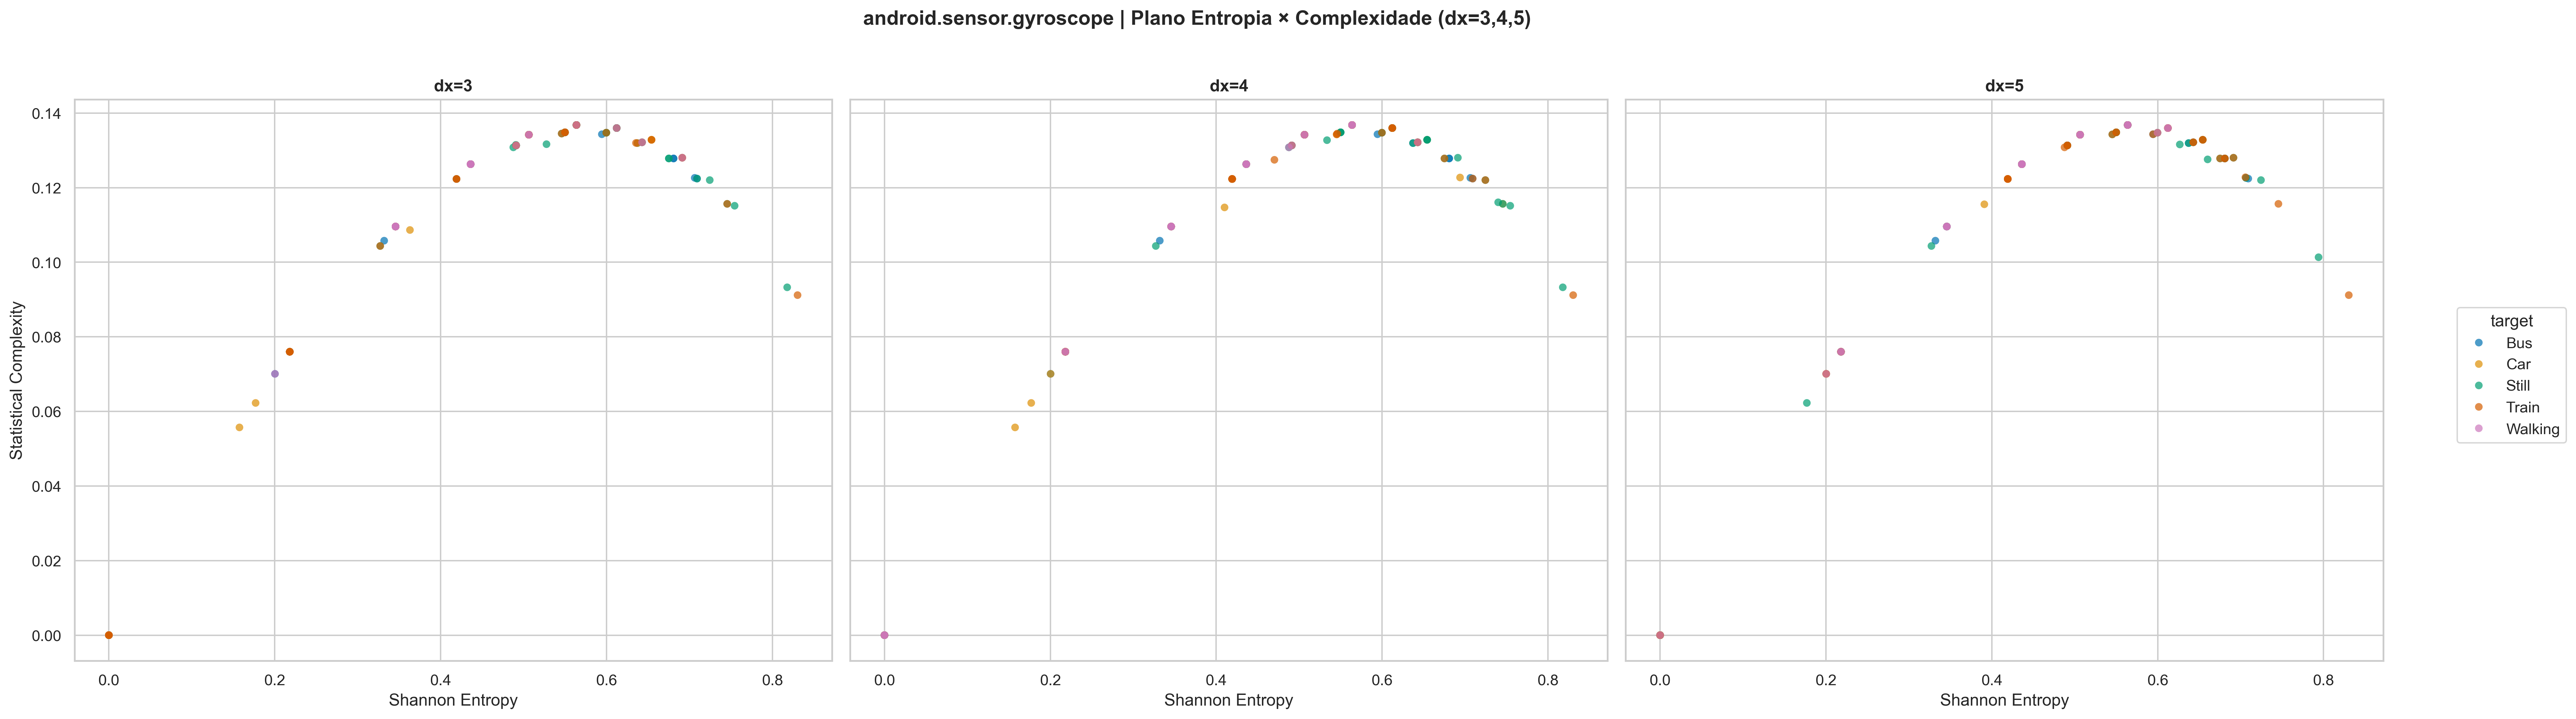 android.sensor.gyroscope | Plano Entropia × Complexidade (dx=3,4,5)
dx=3
dx=4
dx=5
Statistical Complexity
0.14
0.12
0.10
0.08
0.06
0.04
0.02
0.00
0.0 0.2 0.4 0.6 0.8
0.0 0.2 0.4 0.6 0.8
0.0 0.2 0.4 0.6 0.8
Shannon Entropy
Shannon Entropy
Shannon Entropy
target
Bus
Car
Still
Train
Walking